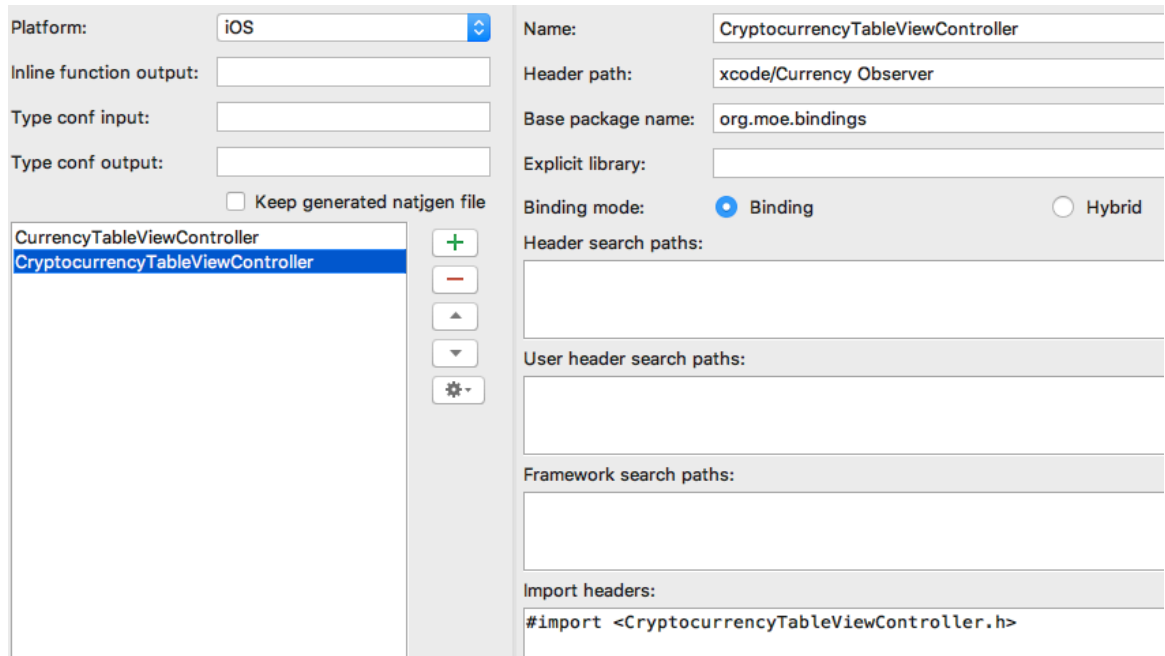 Platform:
iOS
Inline function output:
Type conf input:
Type conf output:
Keep generated natjgen file
CurrencyTableViewController
CryptocurrencyTableViewController
Name:
CryptocurrencyTableViewController
Header path:
xcode/Currency Observer
Base package name:
org.moe.bindings
Explicit library:
Binding mode:
Binding
Hybrid
Header search paths:
User header search paths:
Framework search paths:
Import headers:
#import <CryptocurrencyTableViewController.h>